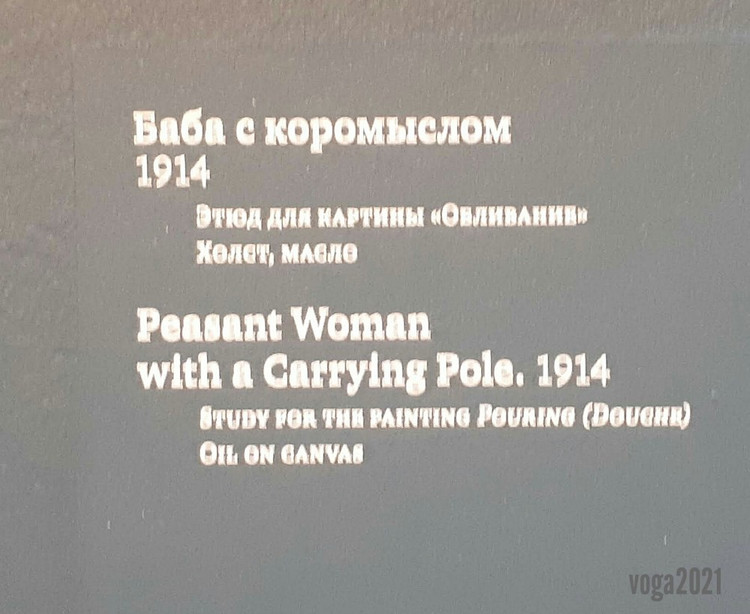 Баба с коромыслом
1914
Этюд для картины «Обливание»
Холст, масло
Peasant Woman
with a Carrying Pole. 1914
Study for the painting Pouring (Douche)
Oil on canvas
voga2021